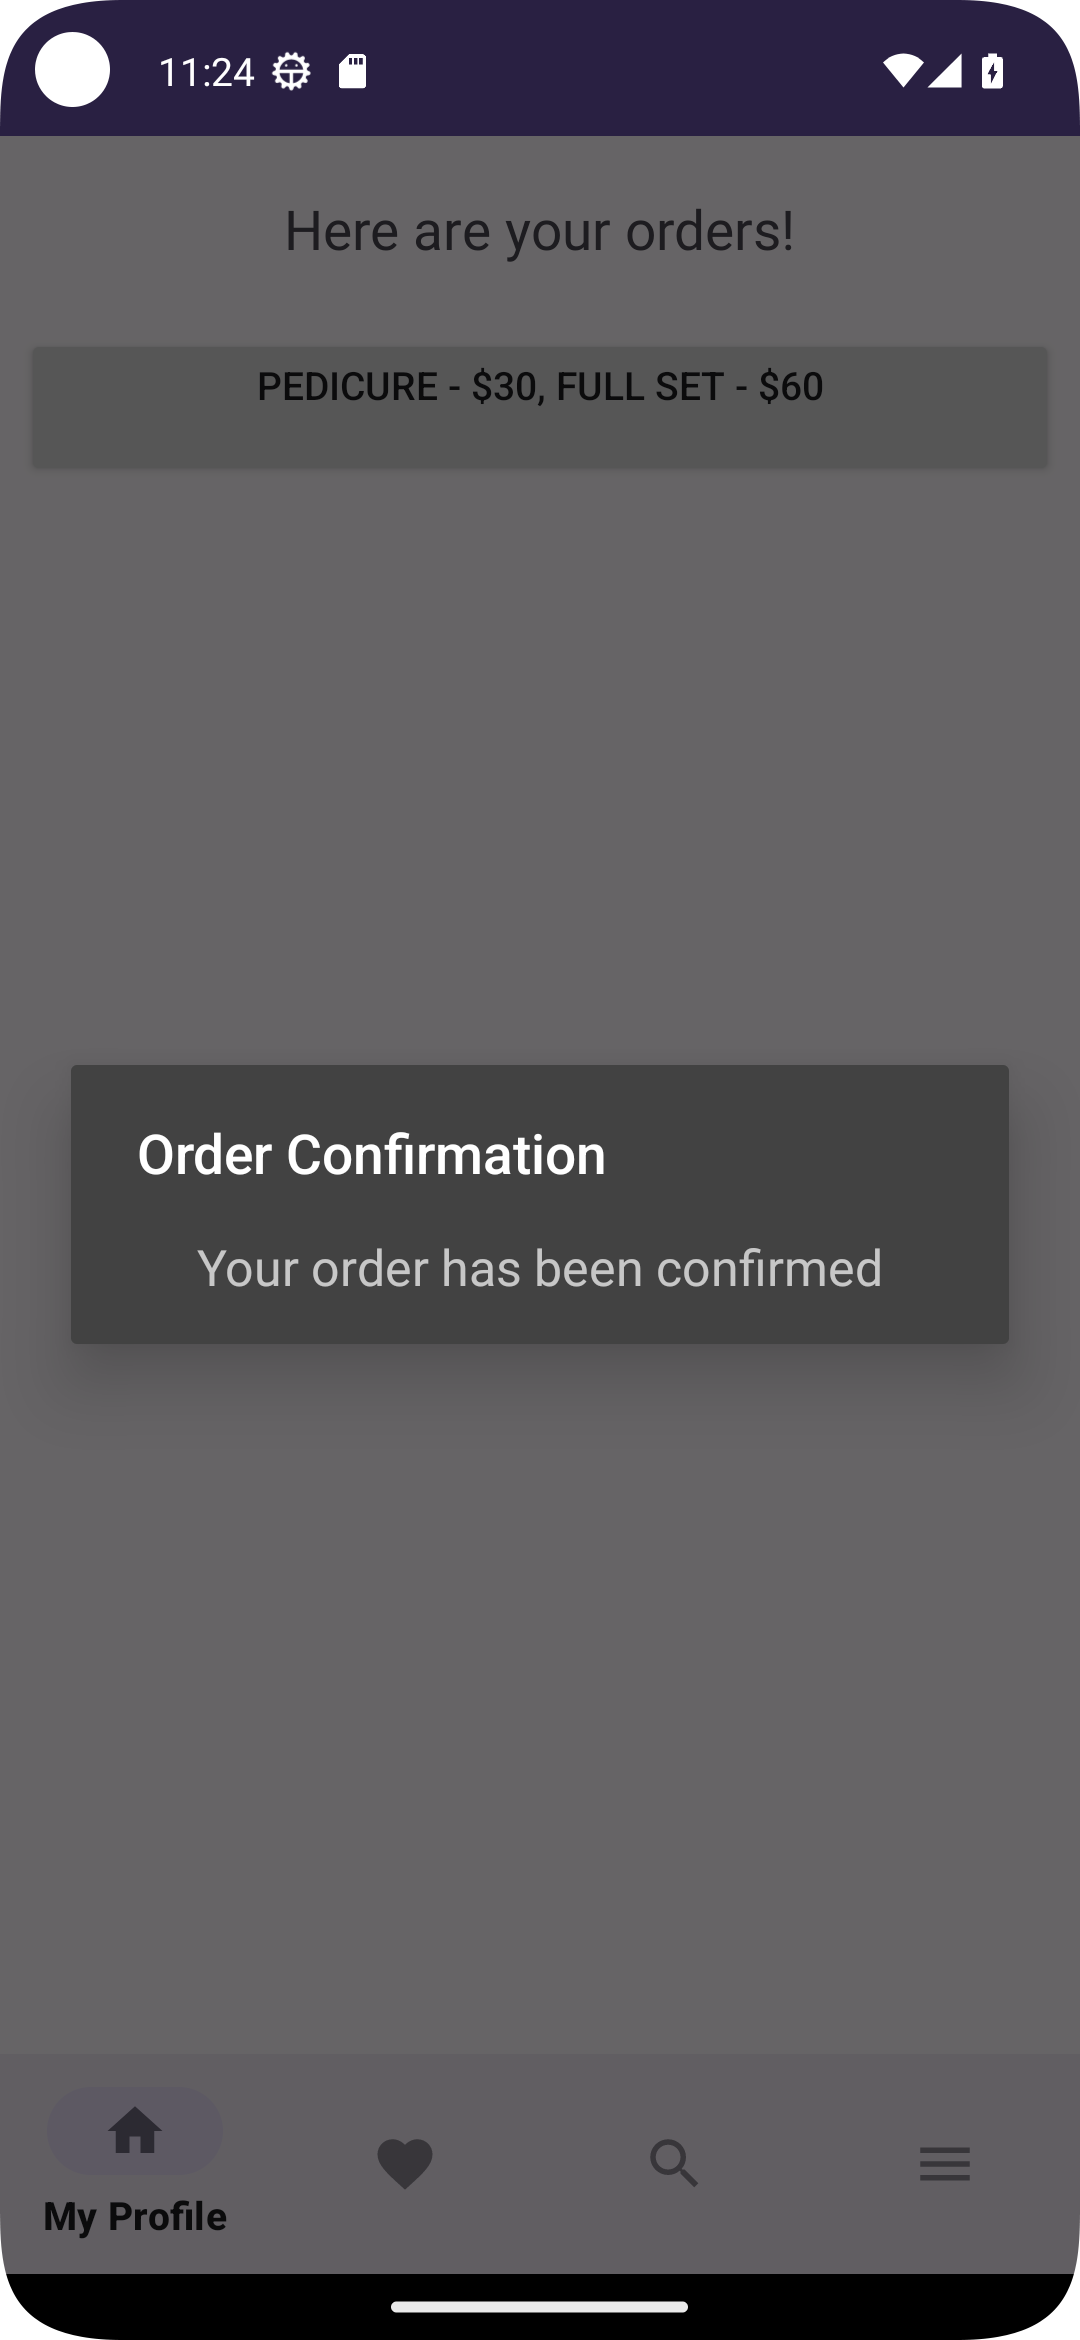 11:24
Here are your orders!
PEDICURE - $30, FULL SET - $60
Order Confirmation
Your order has been confirmed
My Profile